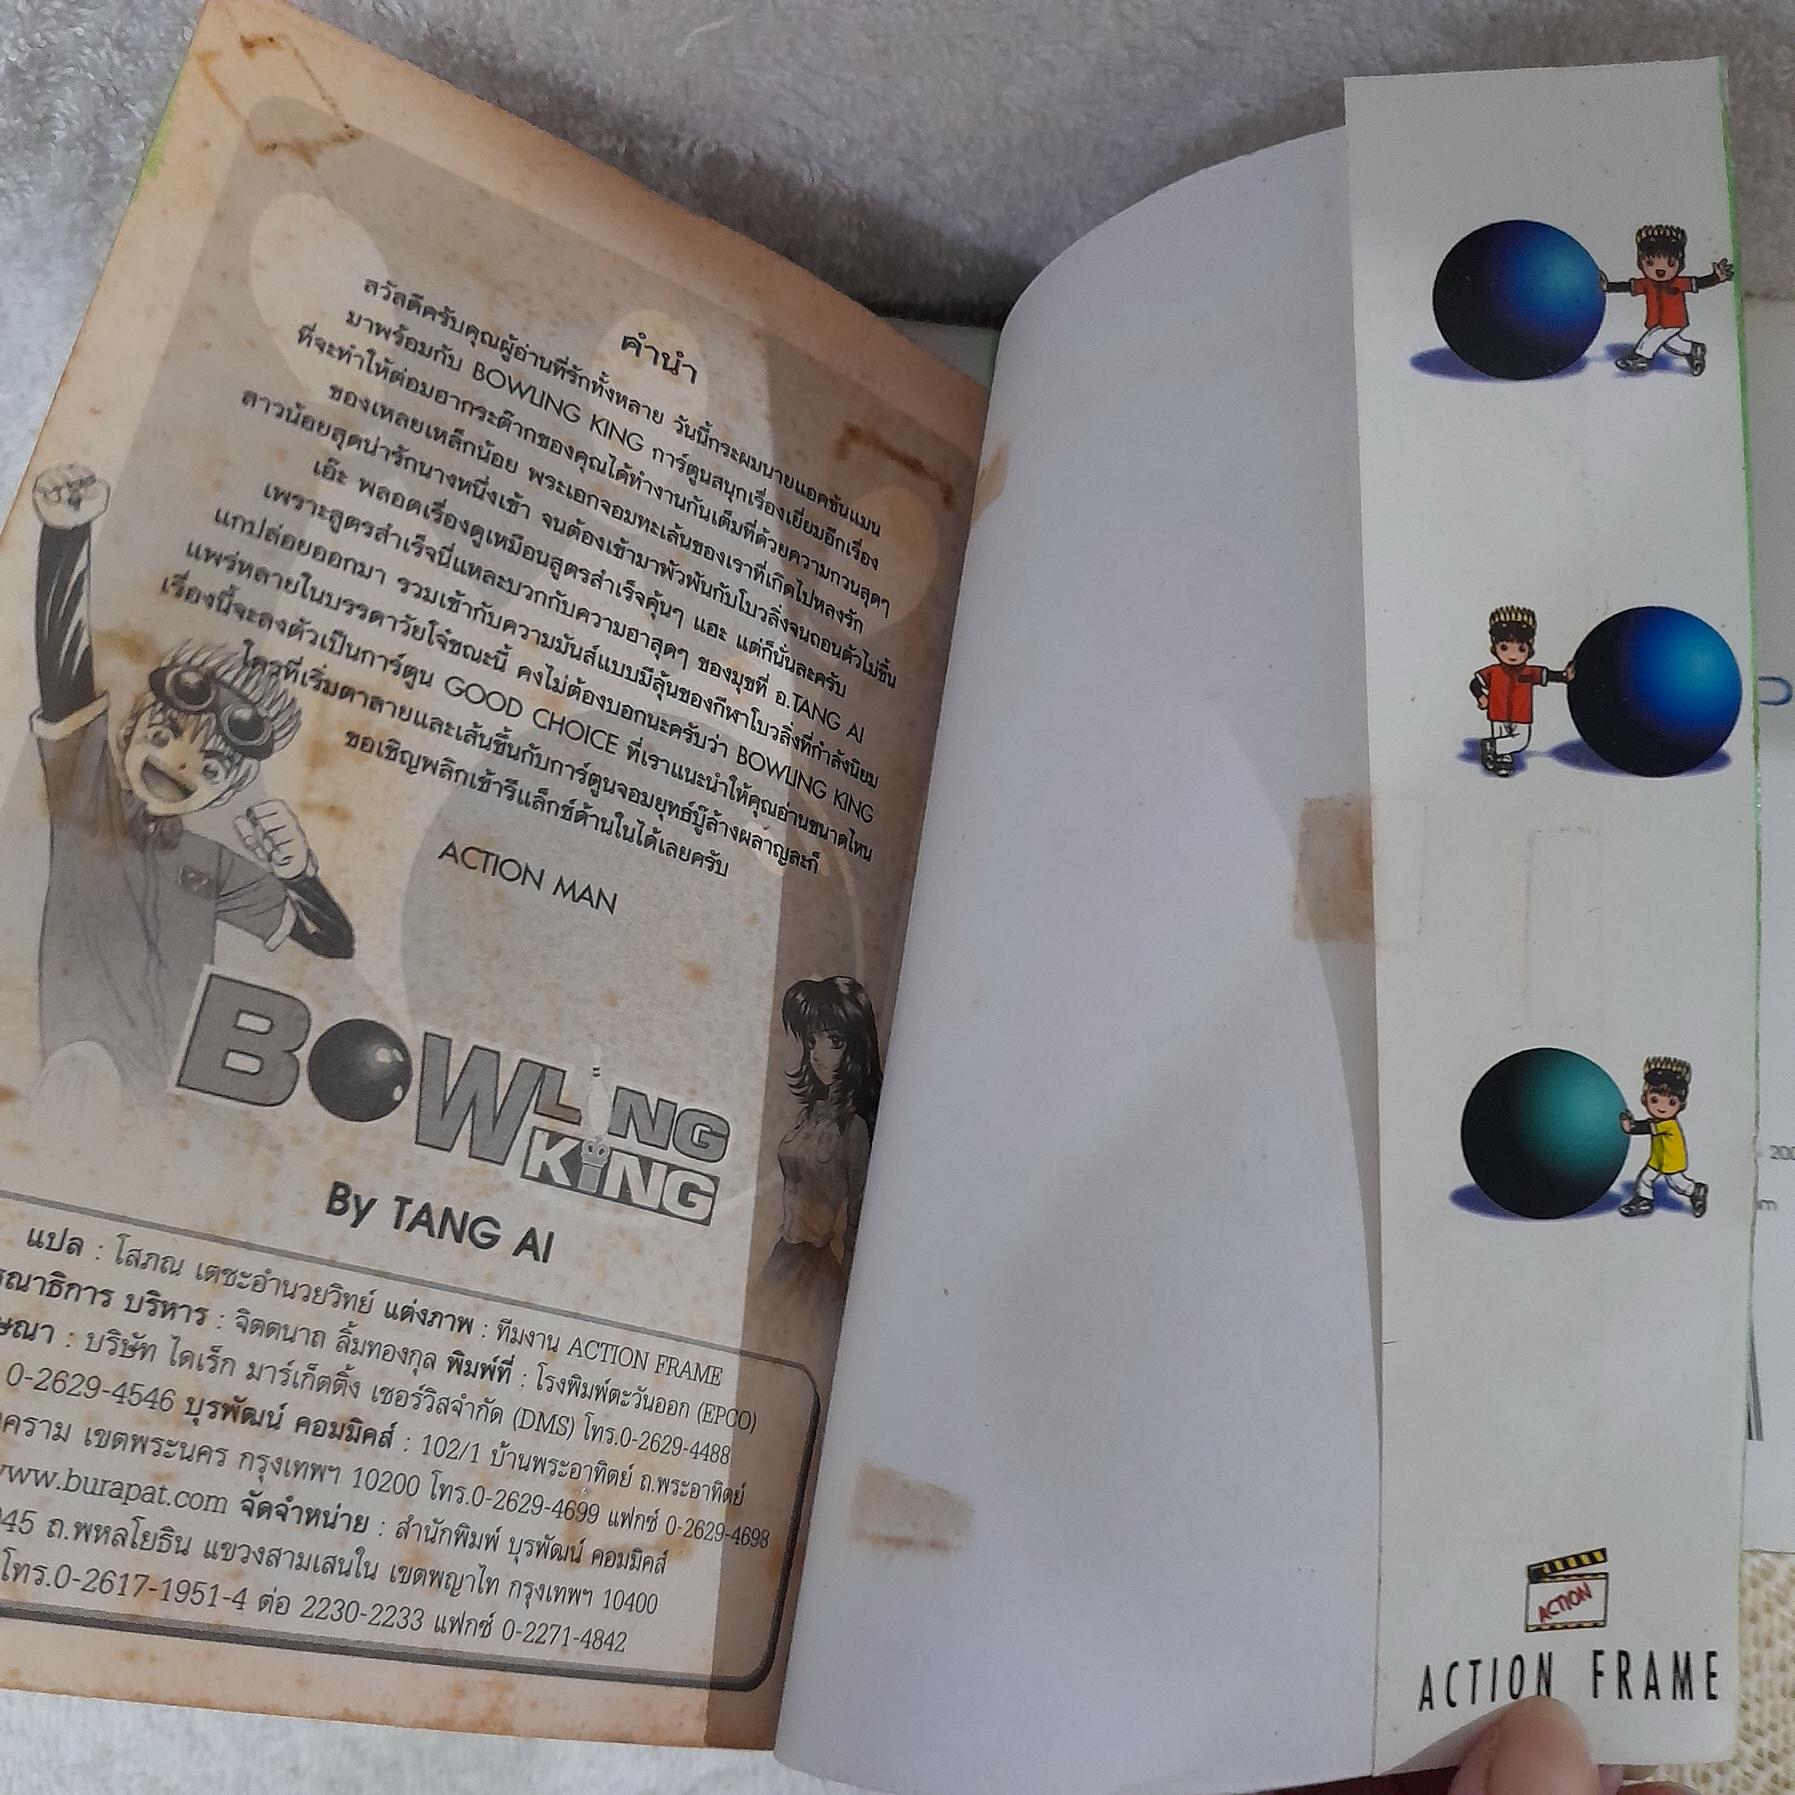 คำนำ
สวัสดีครับคุณผู้อ่านที่รักทั้งหลาย วันนี้กระผมนายแอคชั่นแมน
มาพร้อมกับ BOWLING KING การ์ตูนสนุกเรื่องเยี่ยมอีกเรื่อง
ที่จะทำให้ต่อมฮากระด๊ากของคุณได้ทำงานกันเต็มที่ด้วยความกวนสุดๆ
ของเหลยเหล็กน้อย พระเอกจอมทะเล้นของเราที่เกิดไปหลงรัก
สาวน้อยสุดน่ารักนางหนึ่งเข้า จนต้องเข้ามาพัวพันกับโบวลิ่งจนถอนตัวไม่ขึ้น
เอ๊ะ พลอตเรื่องดูเหมือนสูตรสำเร็จคุ้นๆ แฮะ แต่ก็นั่นละครับ
เพราะสูตรสำเร็จนี่แหละบวกกับความฮาสุดๆ ของมุขที่ อ.TANG AI
แกปล่อยออกมา รวมเข้ากับความมันส์แบบมีลุ้นของกีฬาโบวลิ่งที่กำลังนิยม
แพร่หลายในบรรดาวัยโจ๋ขณะนี้ คงไม่ต้องบอกนะครับว่า BOWLING KING
เรื่องนี้จะลงตัวเป็นการ์ตูน GOOD CHOICE ที่เราแนะนำให้คุณอ่านขนาดไหน
ใครที่เริ่มตาลายและเส้นขึ้นกับการ์ตูนจอมยุทธ์บู๊ล้างผลาญละก็
ขอเชิญพลิกเข้ารีแล็กซ์ด้านในได้เลยครับ
ACTION MAN
BOWLING
KING
By TANG AI
แปล : โสภณ เตชะอำนวยวิทย์ แต่งภาพ : ทีมงาน ACTION FRAME
รณาธิการ บริหาร : จิตตนาถ ลิ้มทองกุล พิมพ์ที่ : โรงพิมพ์ตะวันออก (EPCO)
ษณา : บริษัท ไดเร็ก มาร์เก็ตติ้ง เซอร์วิสจำกัด (DMS) โทร.0-2629-4488
0-2629-4546 บุรพัฒน์ คอมมิคส์ : 102/1 บ้านพระอาทิตย์ ถ.พระอาทิตย์
คราม เขตพระนคร กรุงเทพฯ 10200 โทร.0-2629-4699 แฟกซ์ 0-2629-4698
www.burapat.com จัดจำหน่าย : สำนักพิมพ์ บุรพัฒน์ คอมมิคส์
45 ถ.พหลโยธิน แขวงสามเสนใน เขตพญาไท กรุงเทพฯ 10400
โทร.0-2617-1951-4 ต่อ 2230-2233 แฟกซ์ 0-2271-4842
ACTION
ACTION FRAME